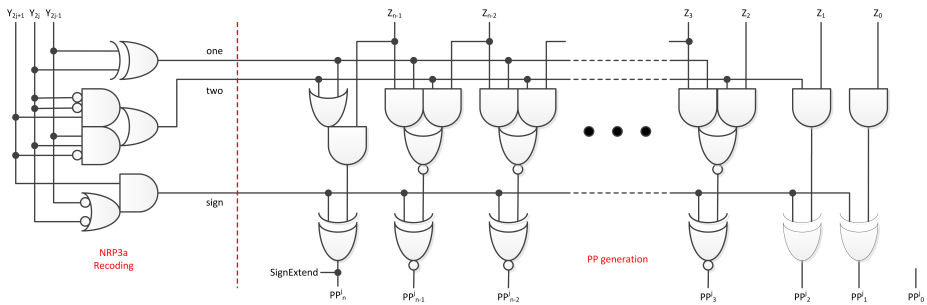 Y2j+1 Y2j Y2j-1 Zn-1 Zn-2 Z3 Z2 Z1 Z0
one
two
sign
NRP3a
Recoding
PP generation
SignExtend
PPjn PPjn-1 PPjn-2 PPj3 PPj2 PPj1 PPj0